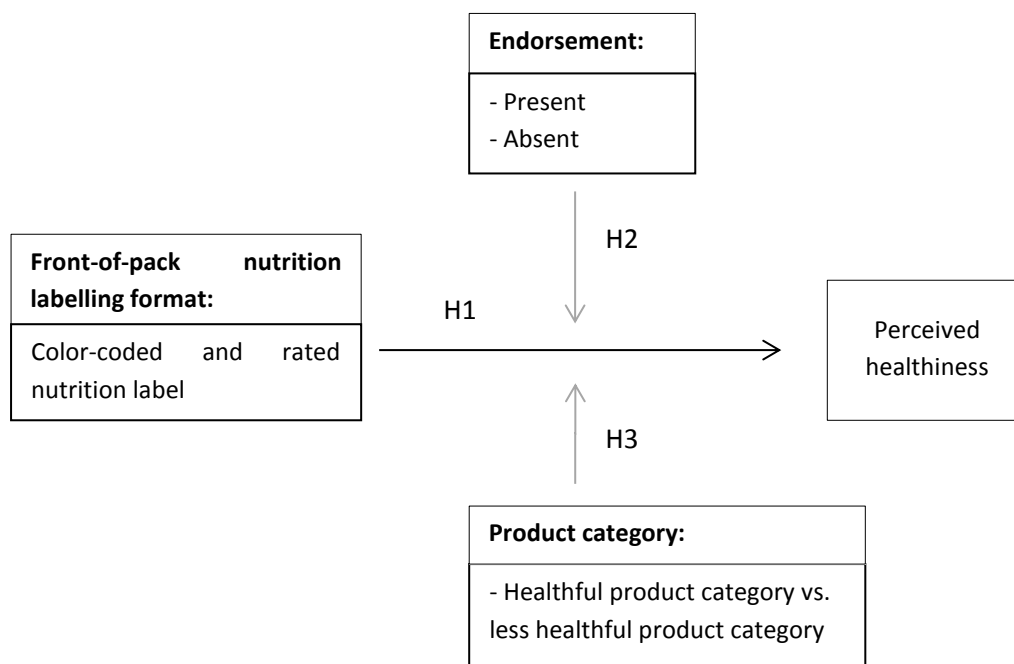 Endorsement:
- Present
- Absent
H2
Front-of-pack nutrition
labelling format:
H1
Color-coded and rated
nutrition label
Perceived
healthiness
H3
Product category:
- Healthful product category vs.
less healthful product category